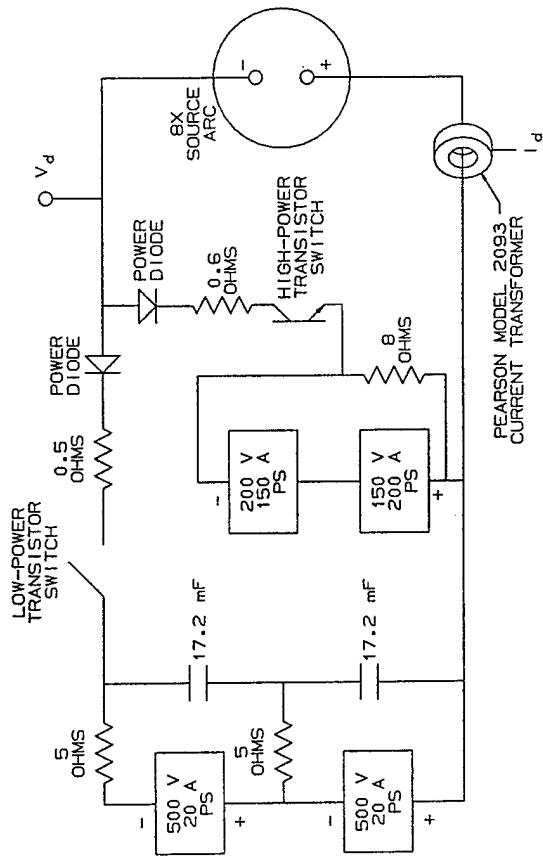 5
OHMS
LOW-POWER
TRANSISTOR
SWITCH
0.5
OHMS
POWER
DIODE
V_d
POWER
DIODE
0.6
OHMS
HIGH-POWER
TRANSISTOR
SWITCH
8X
SOURCE
ARC
-
+
17.2 mF
500 V
20 A
PS
-
+
5
OHMS
17.2 mF
500 V
20 A
PS
-
+
200 V
150 A
PS
-
150 V
200 A
PS
+
8
OHMS
PEARSON MODEL 2093
CURRENT TRANSFORMER
I_d